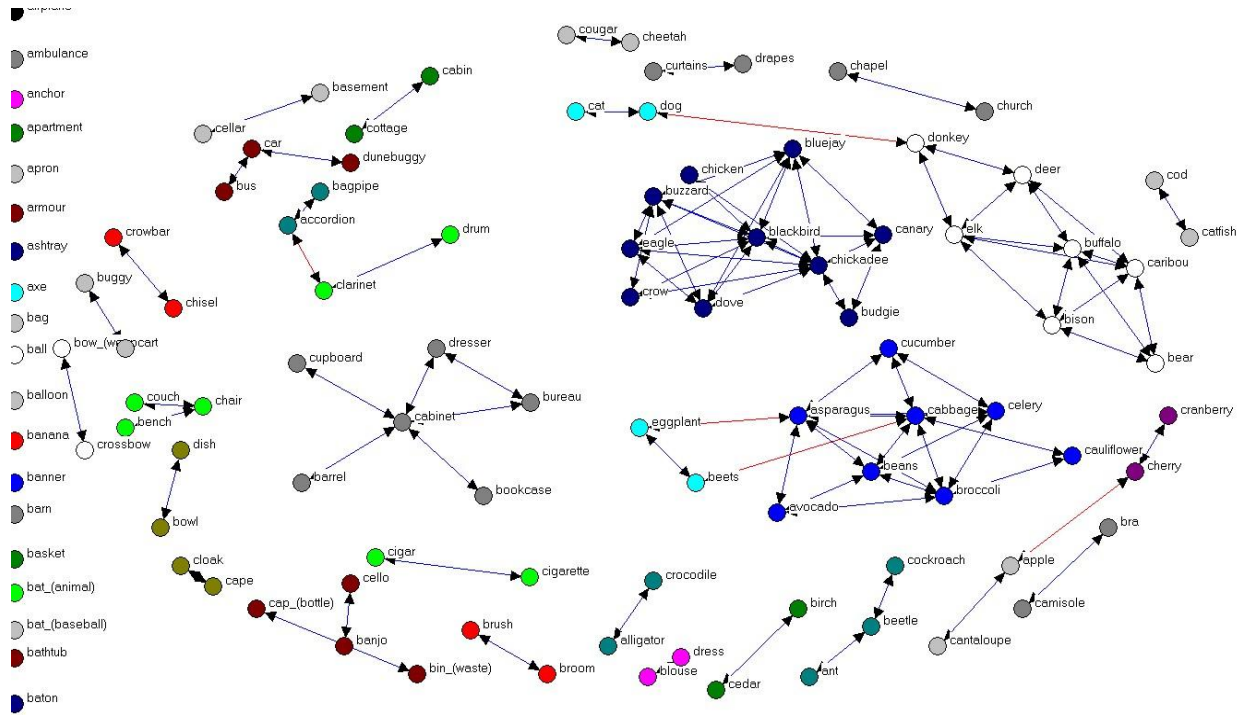 airplane
cougar
cheetah
ambulance
curtains
drapes
chapel
cabin
basement
anchor
cat
dog
church
apartment
cellar
cottage
donkey
car
dunebuggy
bluejay
apron
chicken
deer
cod
bus
bagpipe
buzzard
armour
accordion
drum
blackbird
canary
elk
catfish
crowbar
eagle
buffalo
ashtray
chickadee
caribou
buggy
axe
clarinet
crow
dove
chisel
budgie
bison
bag
ball
bow_(w
cart
cupboard
dresser
cucumber
bear
balloon
couch
chair
bureau
bench
cabinet
eggplant
asparagus
cabbage
celery
cranberry
banana
crossbow
dish
cauliflower
cherry
banner
barrel
bookcase
beets
beans
broccoli
barn
bowl
avocado
bra
basket
cloak
cigar
cigarette
cockroach
apple
bat_(animal)
cape
cello
crocodile
cap_(bottle)
birch
camisole
bat_(baseball)
brush
beetle
banjo
alligator
cantaloupe
bathtub
bin_(waste)
broom
dress
blouse
cedar
ant
baton